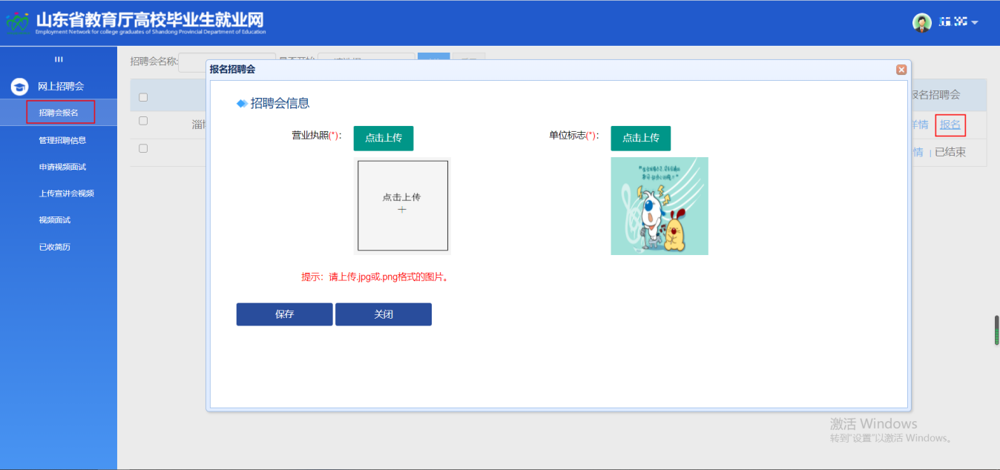 山东省教育厅高校毕业生就业网
Employment Network for college graduates of Shandong Provincial Department of Education
网上招聘会
招聘会报名
管理招聘信息
申请视频面试
上传宣讲会视频
视频面试
已收简历
招聘会名称:
报名招聘会
招聘会信息
营业执照(*):
点击上传
单位标志(*):
点击上传
点击上传
+
提示：请上传.jpg或.png格式的图片。
保存
关闭
报名招聘会
详情
报名
情 | 已结束
激活 Windows
转到"设置"以激活 Windows。